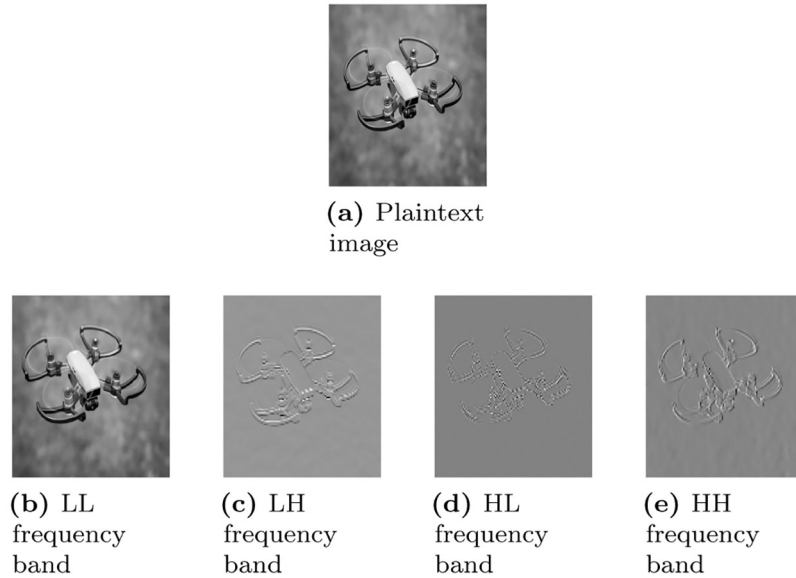 (a) Plaintext
image
(b) LL
frequency
band
(c) LH
frequency
band
(d) HL
frequency
band
(e) HH
frequency
band